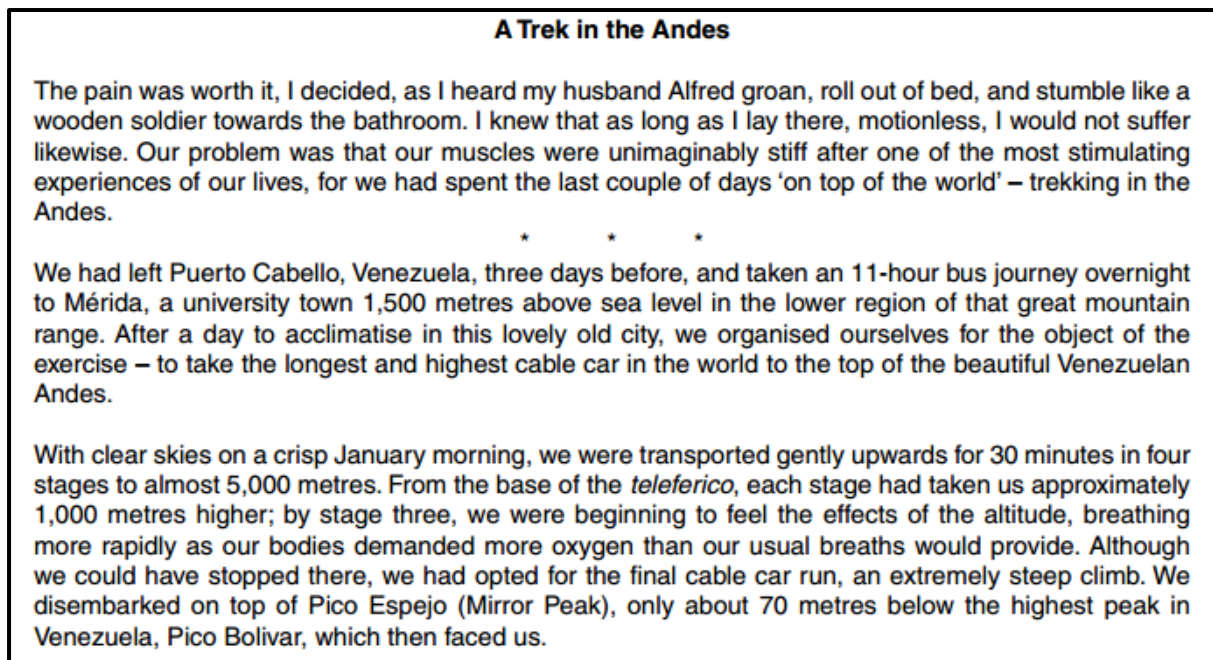 A Trek in the Andes
The pain was worth it, I decided, as I heard my husband Alfred groan, roll out of bed, and stumble like a
wooden soldier towards the bathroom. I knew that as long as I lay there, motionless, I would not suffer
likewise. Our problem was that our muscles were unimaginably stiff after one of the most stimulating
experiences of our lives, for we had spent the last couple of days ‘on top of the world’ – trekking in the
Andes.
* * *
We had left Puerto Cabello, Venezuela, three days before, and taken an 11-hour bus journey overnight
to Mérida, a university town 1,500 metres above sea level in the lower region of that great mountain
range. After a day to acclimatise in this lovely old city, we organised ourselves for the object of the
exercise – to take the longest and highest cable car in the world to the top of the beautiful Venezuelan
Andes.
With clear skies on a crisp January morning, we were transported gently upwards for 30 minutes in four
stages to almost 5,000 metres. From the base of the teleferico, each stage had taken us approximately
1,000 metres higher; by stage three, we were beginning to feel the effects of the altitude, breathing
more rapidly as our bodies demanded more oxygen than our usual breaths would provide. Although
we could have stopped there, we had opted for the final cable car run, an extremely steep climb. We
disembarked on top of Pico Espejo (Mirror Peak), only about 70 metres below the highest peak in
Venezuela, Pico Bolivar, which then faced us.